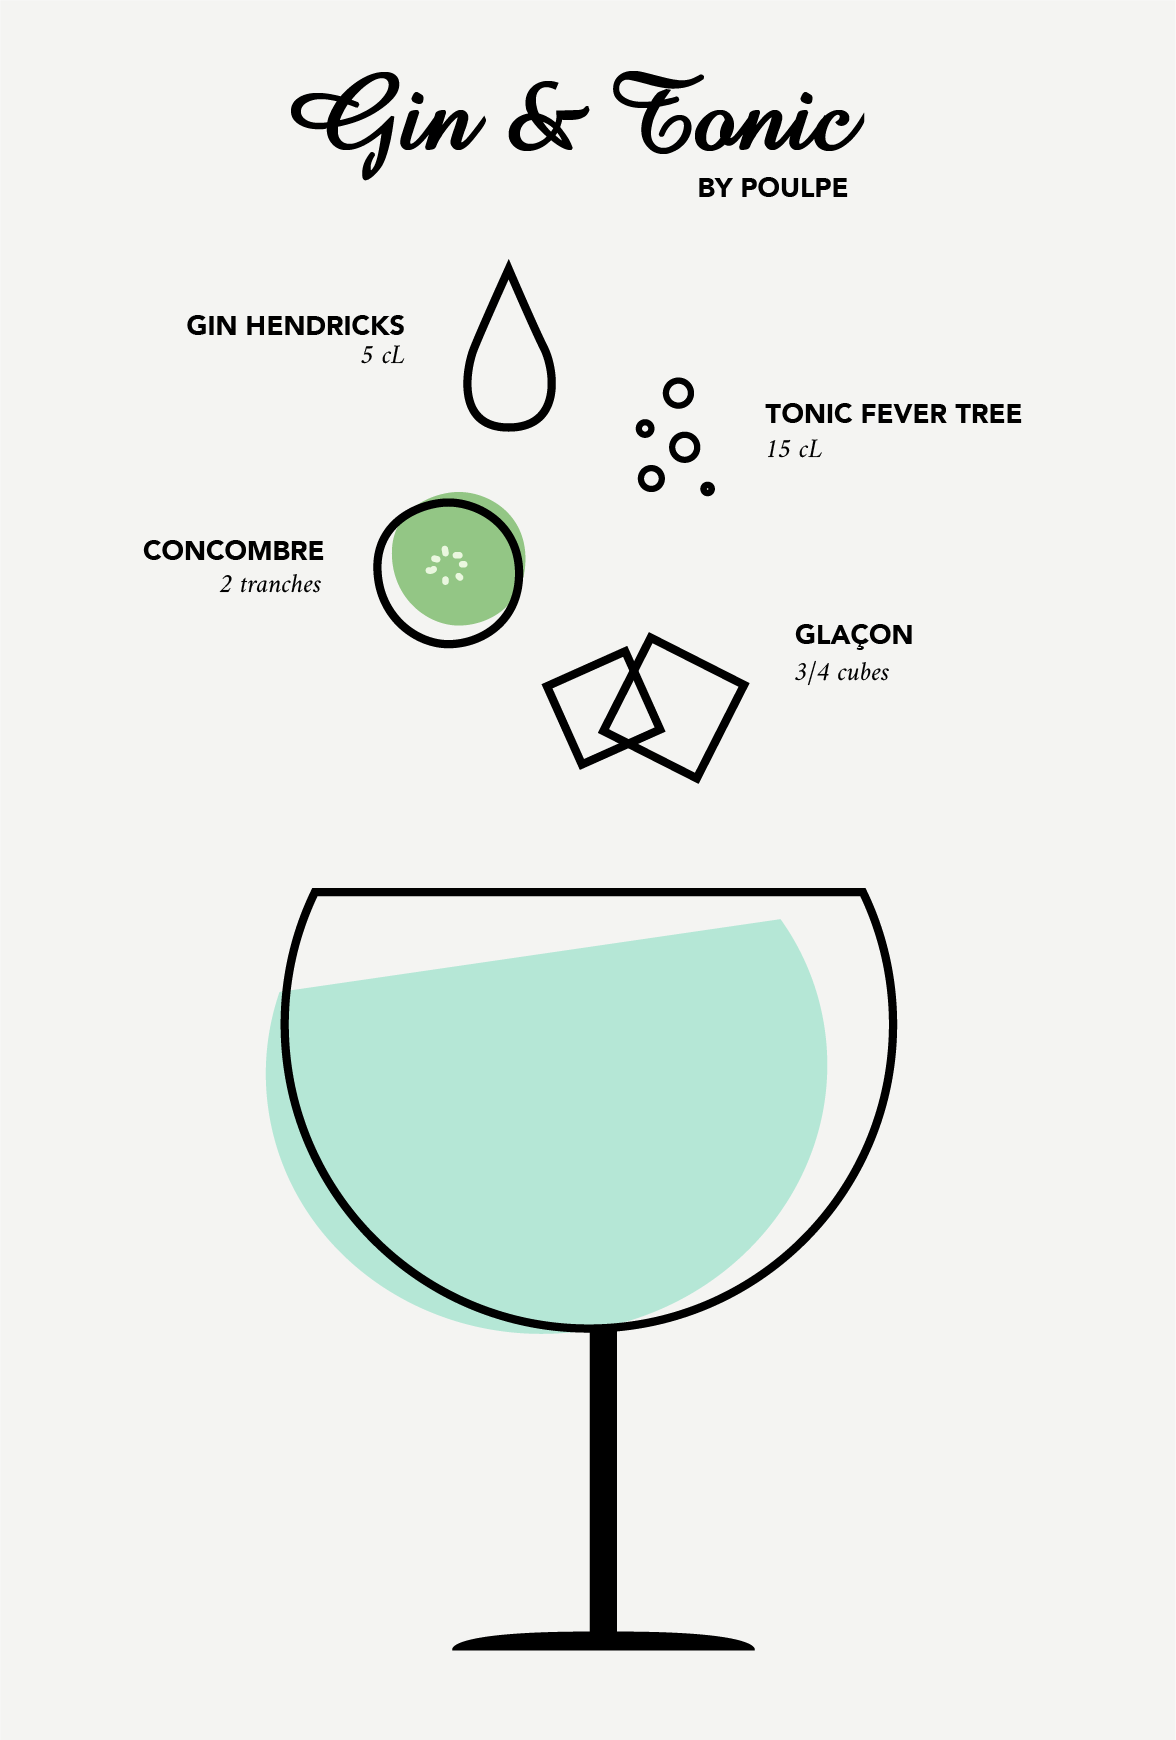 Gin & Tonic
BY POULPE
GIN HENDRICKS
5 cL
TONIC FEVER TREE
15 cL
CONCOMBRE
2 tranches
GLAÇON
3/4 cubes